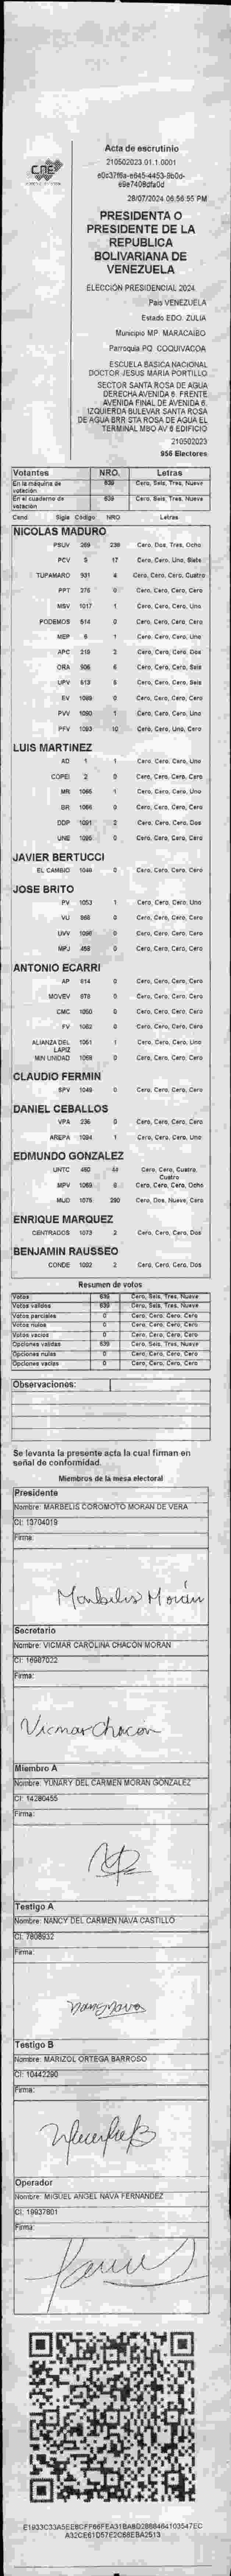 CNE
Acta de escrutinio
210502023.01.1.0001
28/07/2024 06:56:55 PM
PRESIDENTA O
PRESIDENTE DE LA
REPUBLICA
BOLIVARIANA DE
VENEZUELA
ELECCIÓN PRESIDENCIAL 2024
País VENEZUELA
Estado EDO. ZULIA
Municipio MP. MARACAIBO
Parroquia PQ. COQUIVACOA
ESCUELA BASICA NACIONAL
DOCTOR JESUS MARIA PORTILLO
SECTOR SANTA ROSA DE AGUA
DERECHA AVENIDA 6. FRENTE
AVENIDA FINAL DE AVENIDA 6.
IZQUIERDA BULEVAR SANTA ROSA
DE AGUA BRR STA ROSA DE AGUA EL
TERMINAL MBO AV 6 EDIFICIO
210502023
956 Electores
Votantes NRO. Letras
En la máquina de votación 639 Cero, Seis, Tres, Nueve
En el cuaderno de votación 639 Cero, Seis, Tres, Nueve
Cand Sigla Código NRO Letras
NICOLAS MADURO
PSUV 269 238 Cero, Dos, Tres, Ocho
PCV 5 17 Cero, Cero, Uno, Siete
TUPAMARO 931 4 Cero, Cero, Cero, Cuatro
PPT 275 0 Cero, Cero, Cero, Cero
MSV 1017 1 Cero, Cero, Cero, Uno
PODEMOS 514 0 Cero, Cero, Cero, Cero
MEP 6 1 Cero, Cero, Cero, Uno
APC 219 2 Cero, Cero, Cero, Dos
ORA 906 6 Cero, Cero, Cero, Seis
UPV 613 Cero, Cero, Cero, Seis
EV 1089 0 Cero, Cero, Cero, Cero
PVV 1090 1 Cero, Cero, Cero, Uno
PFV 1093 10 Cero, Cero, Uno, Cero
LUIS MARTINEZ
AD 1 1 Cero, Cero, Cero, Uno
COPEI 2 0 Cero, Cero, Cero, Cero
MR 1065 1 Cero, Cero, Cero, Uno
BR 1066 0 Cero, Cero, Cero, Cero
DDP 1091 2 Cero, Cero, Cero, Dos
UNE 1095 0 Cero, Cero, Cero, Cero
JAVIER BERTUCCI
EL CAMBIO 1048 0 Cero, Cero, Cero, Cero
JOSE BRITO
PV 1053 1 Cero, Cero, Cero, Uno
VU 868 0 Cero, Cero, Cero, Cero
UVV 1096 0 Cero, Cero, Cero, Cero
MPJ 458 0 Cero, Cero, Cero, Cero
ANTONIO ECARRI
AP 614 0 Cero, Cero, Cero, Cero
MOVEV 978 0 Cero, Cero, Cero, Cero
CMC 1050 0 Cero, Cero, Cero, Cero
FV 1062 0 Cero, Cero, Cero, Cero
ALIANZA DEL LAPIZ 1061 1 Cero, Cero, Cero, Uno
MIN UNIDAD 1068 0 Cero, Cero, Cero, Cero
CLAUDIO FERMIN
SPV 1049 0 Cero, Cero, Cero, Cero
DANIEL CEBALLOS
VPA 236 0 Cero, Cero, Cero, Cero
AREPA 1094 1 Cero, Cero, Cero, Uno
EDMUNDO GONZALEZ
UNTC 460 44 Cero, Cero, Cuatro, Cuatro
MPV 1069 8 Cero, Cero, Cero, Ocho
MUD 1075 290 Cero, Dos, Nueve, Cero
ENRIQUE MARQUEZ
CENTRADOS 1073 2 Cero, Cero, Cero, Dos
BENJAMIN RAUSSEO
CONDE 1092 2 Cero, Cero, Cero, Dos
Resumen de votos
Votos 639 Cero, Seis, Tres, Nueve
Votos válidos 639 Cero, Seis, Tres, Nueve
Votos parciales 0 Cero, Cero, Cero, Cero
Votos nulos 0 Cero, Cero, Cero, Cero
Votos vacíos 0 Cero, Cero, Cero, Cero
Opciones válidas 639 Cero, Seis, Tres, Nueve
Opciones nulas 0 Cero, Cero, Cero, Cero
Opciones vacías 0 Cero, Cero, Cero, Cero
Observaciones:
Se levanta la presente acta la cual firman en
señal de conformidad.
Miembros de la mesa electoral
Presidente
Nombre: MARBELIS COROMOTO MORAN DE VERA
CI: 13704019
Firma:
Marbelis Morán
Secretario
Nombre: VICMAR CAROLINA CHACON MORAN
CI: 16987022
Firma:
Vicmar Chacon
Miembro A
Nombre: YUNARY DEL CARMEN MORAN GONZALEZ
CI: 14280455
Firma:
Testigo A
Nombre: NANCY DEL CARMEN NAVA CASTILLO
CI: 7808932
Firma:
Testigo B
Nombre: MARIZOL ORTEGA BARROSO
CI: 10442290
Firma:
Operador
Nombre: MIGUEL ANGEL NAVA FERNANDEZ
CI: 19937801
Firma: